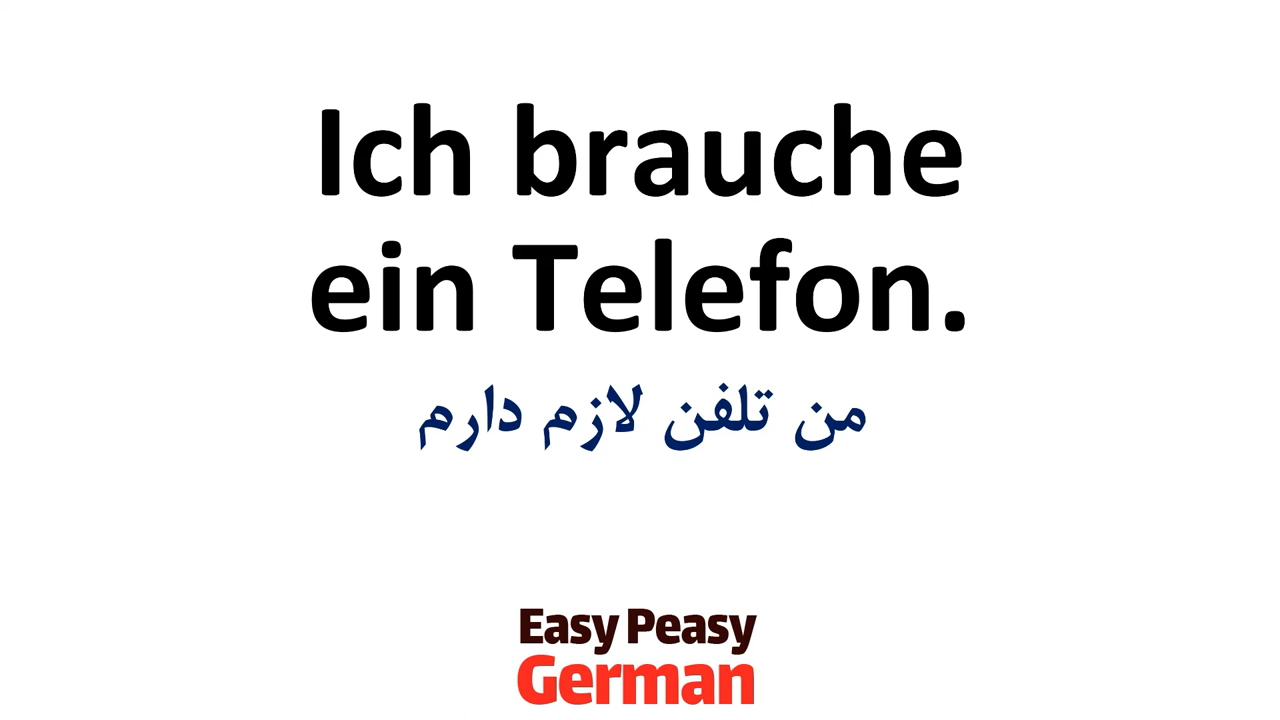 Ich brauche
ein Telefon.
من تلفن لازم دارم
Easy Peasy
German